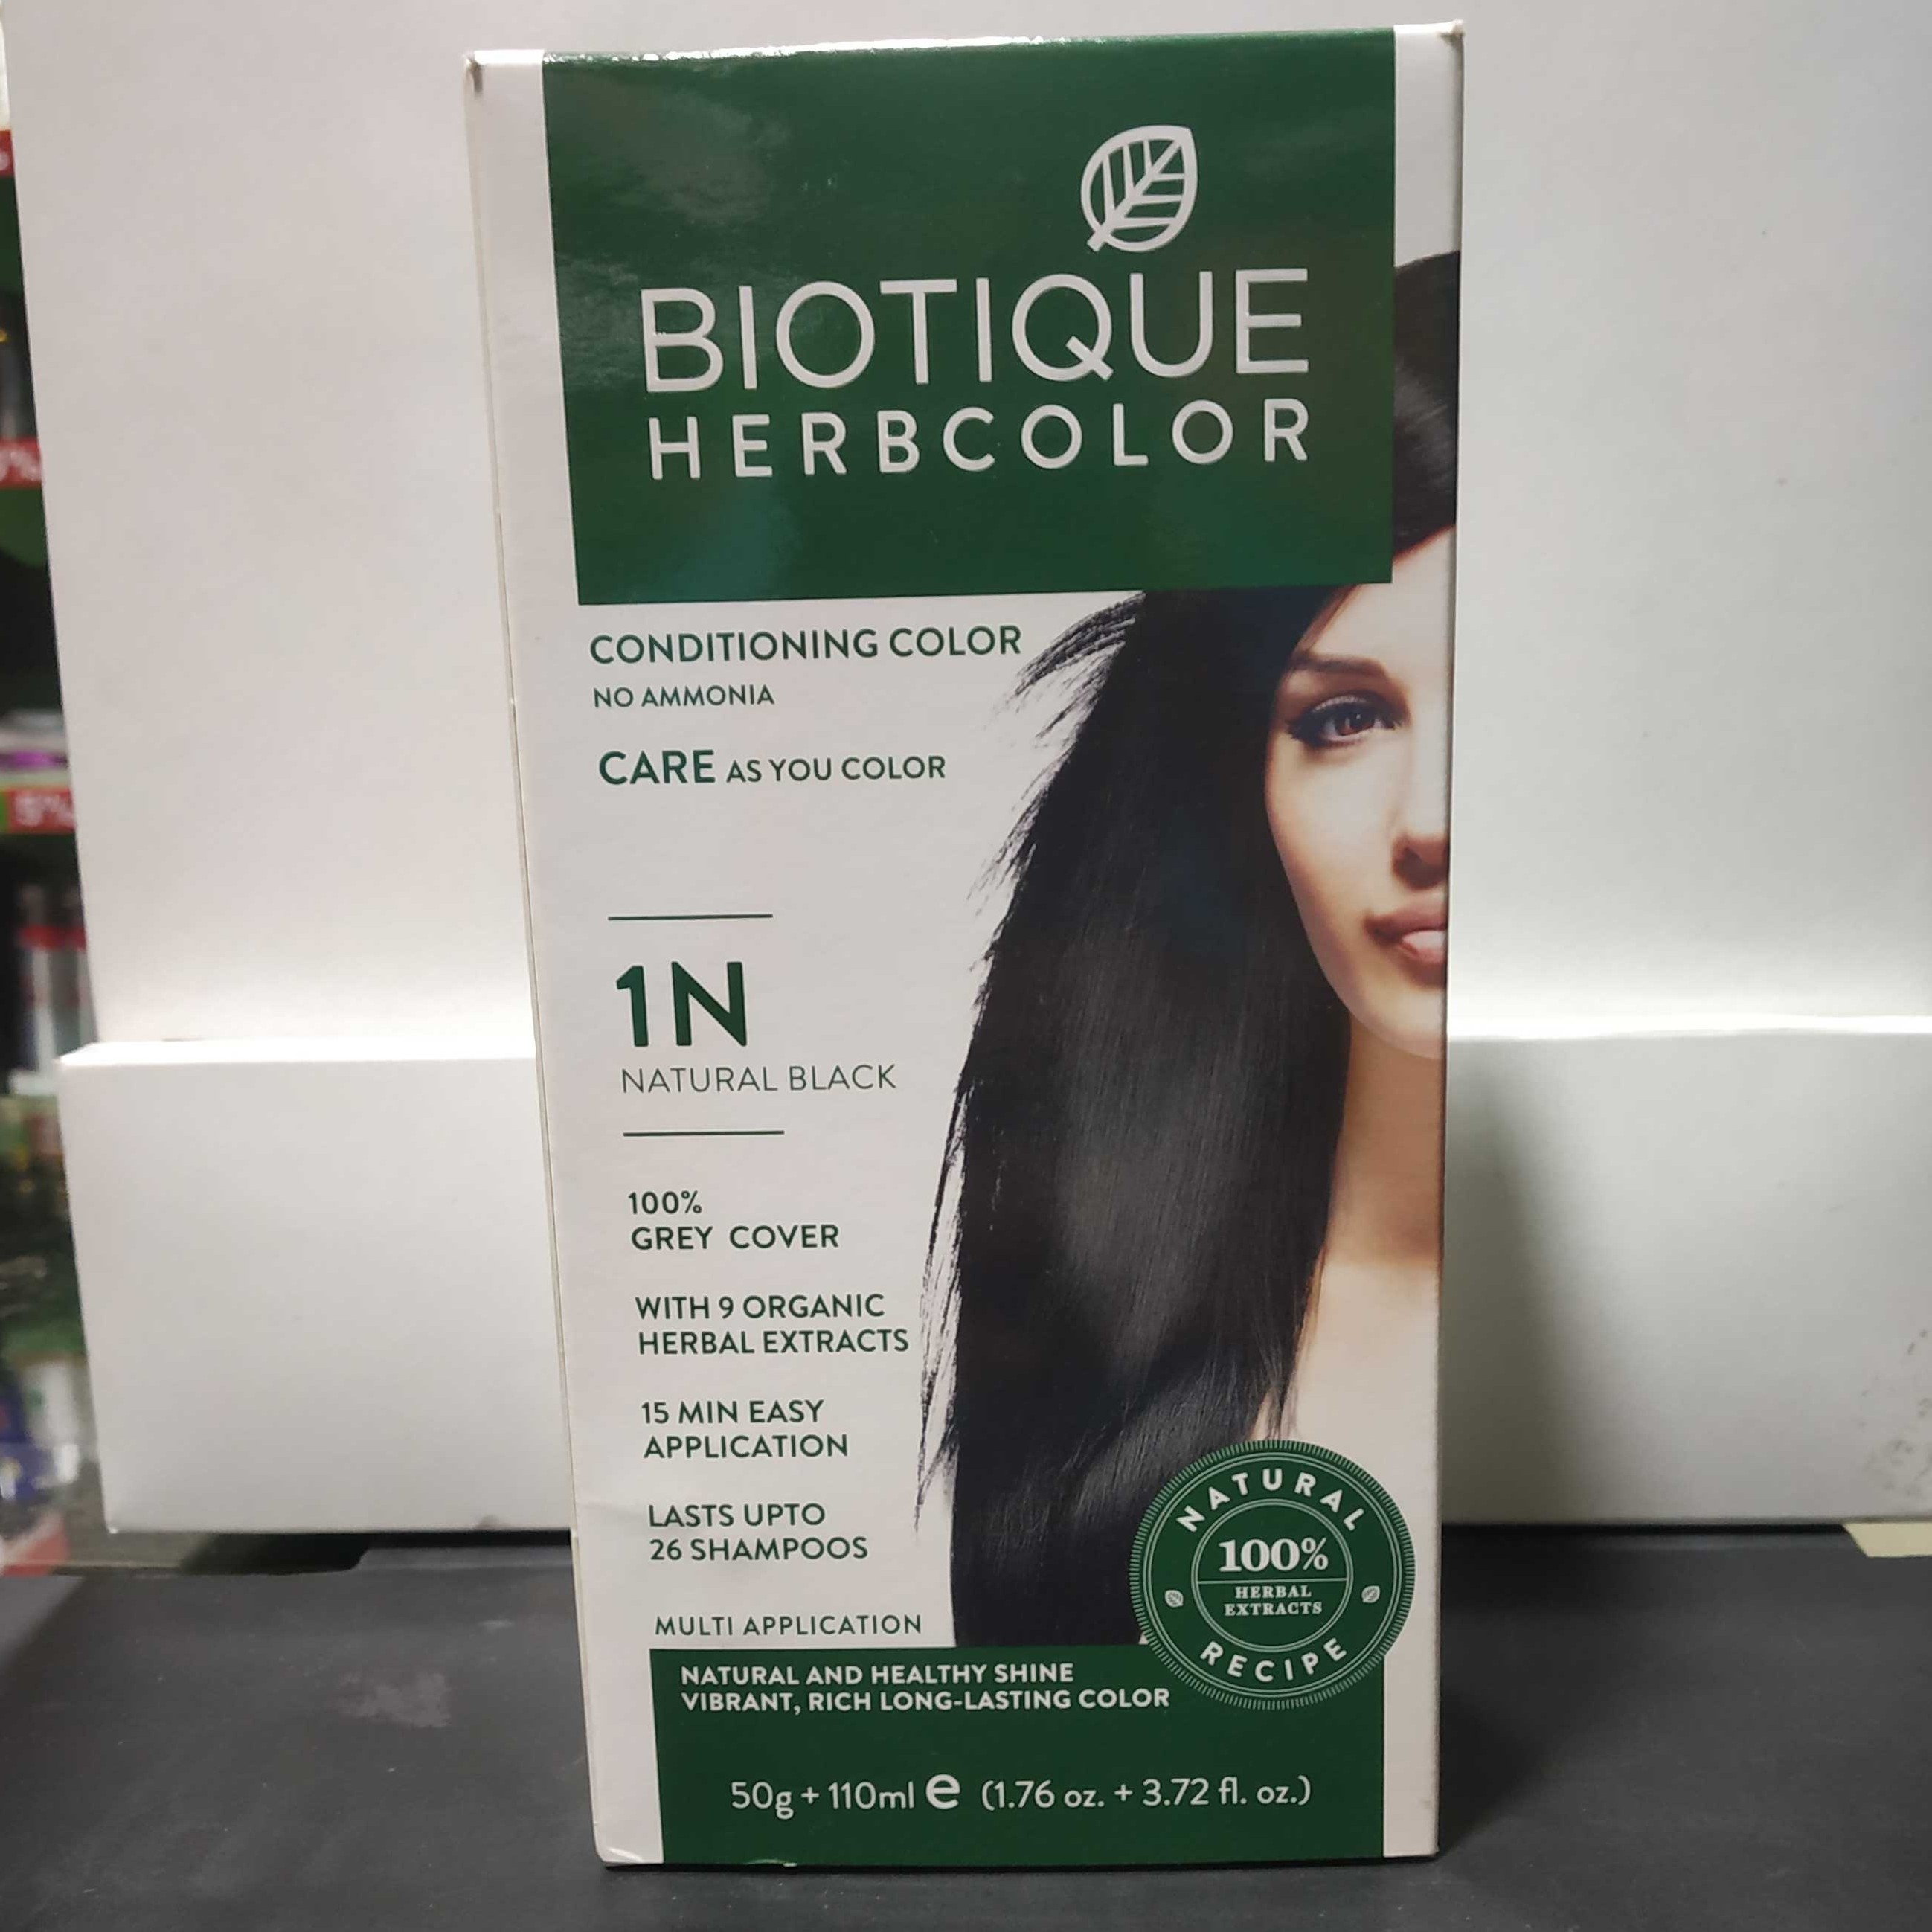 BIOTIQUE
HERBCOLOR
CONDITIONING COLOR
NO AMMONIA
CARE AS YOU COLOR
1N
NATURAL BLACK
100%
GREY COVER
WITH 9 ORGANIC
HERBAL EXTRACTS
15 MIN EASY
APPLICATION
LASTS UPTO
26 SHAMPOOS
MULTI APPLICATION
NATURAL
100%
HERBAL
EXTRACTS
RECIPE
NATURAL AND HEALTHY SHINE
VIBRANT, RICH LONG-LASTING COLOR
50g + 110ml e (1.76 oz. + 3.72 fl. oz.)
5%